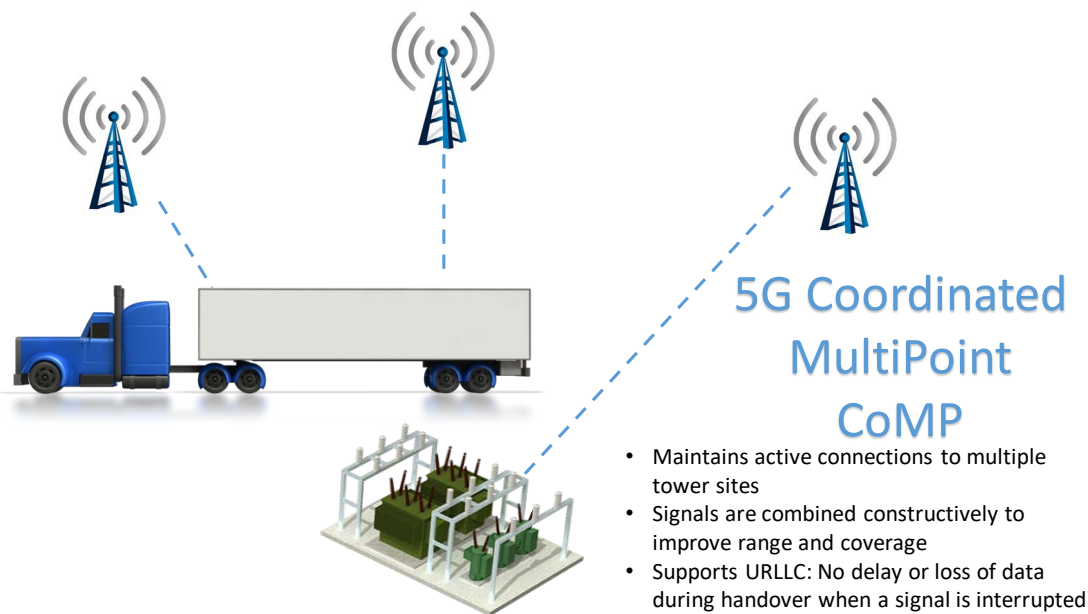 5G Coordinated
MultiPoint
CoMP
• Maintains active connections to multiple
tower sites
• Signals are combined constructively to
improve range and coverage
• Supports URLLC: No delay or loss of data
during handover when a signal is interrupted